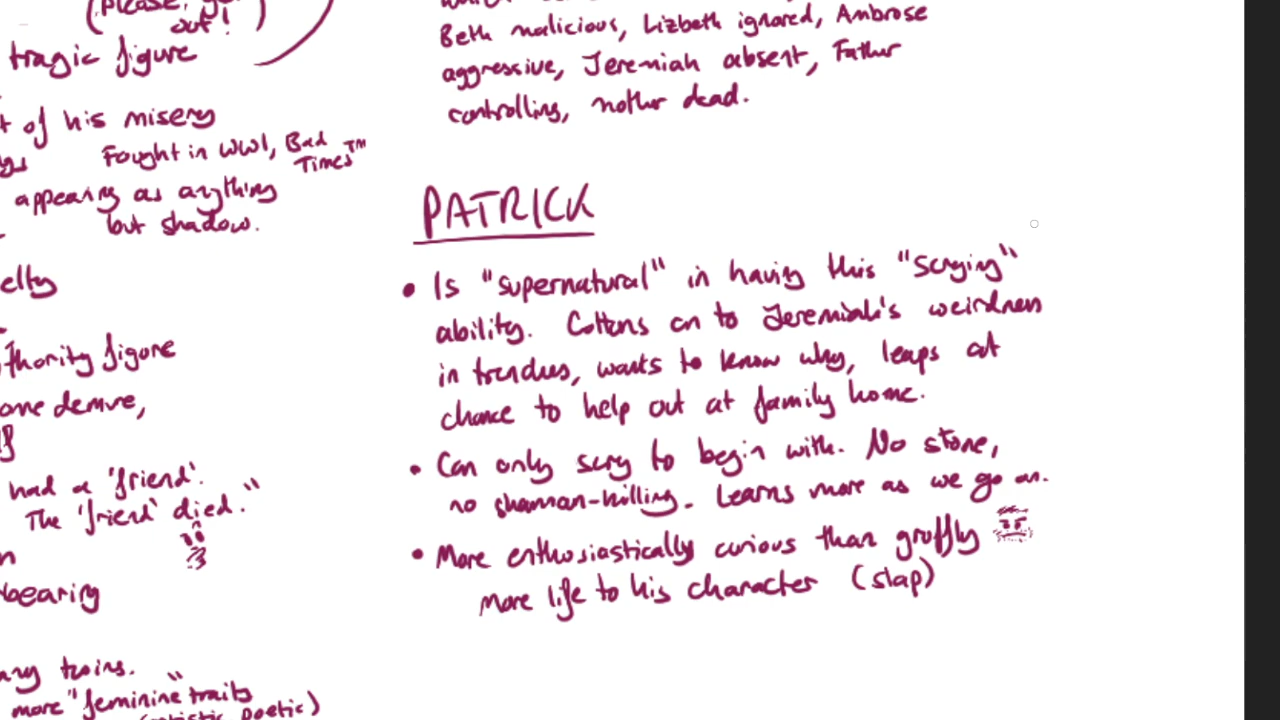 (please, get
out! )
tragic figure
t of his misery
Fought in WW1, Bad
Times™
appearing as anything
but shadow.
elty
thority figure
one demure,
had a 'friend'.
The 'friend' died."
n
bearing
ary twins.
more "feminine" traits
(artistic, poetic)
Beth malicious, Lizbeth ignored, Ambrose
aggressive, Jeremiah absent, Father
controlling, mother dead.
PATRICK
• Is "supernatural" in having this "scrying"
ability. Cottons on to Jeremiah's weirdness
in trenches, wants to know why, leaps at
chance to help out at family home.
• Can only scry to begin with. No stone,
no shaman-killing. Learns more as we go on.
• More enthusiastically curious than gruffly
more life to his character (slap)